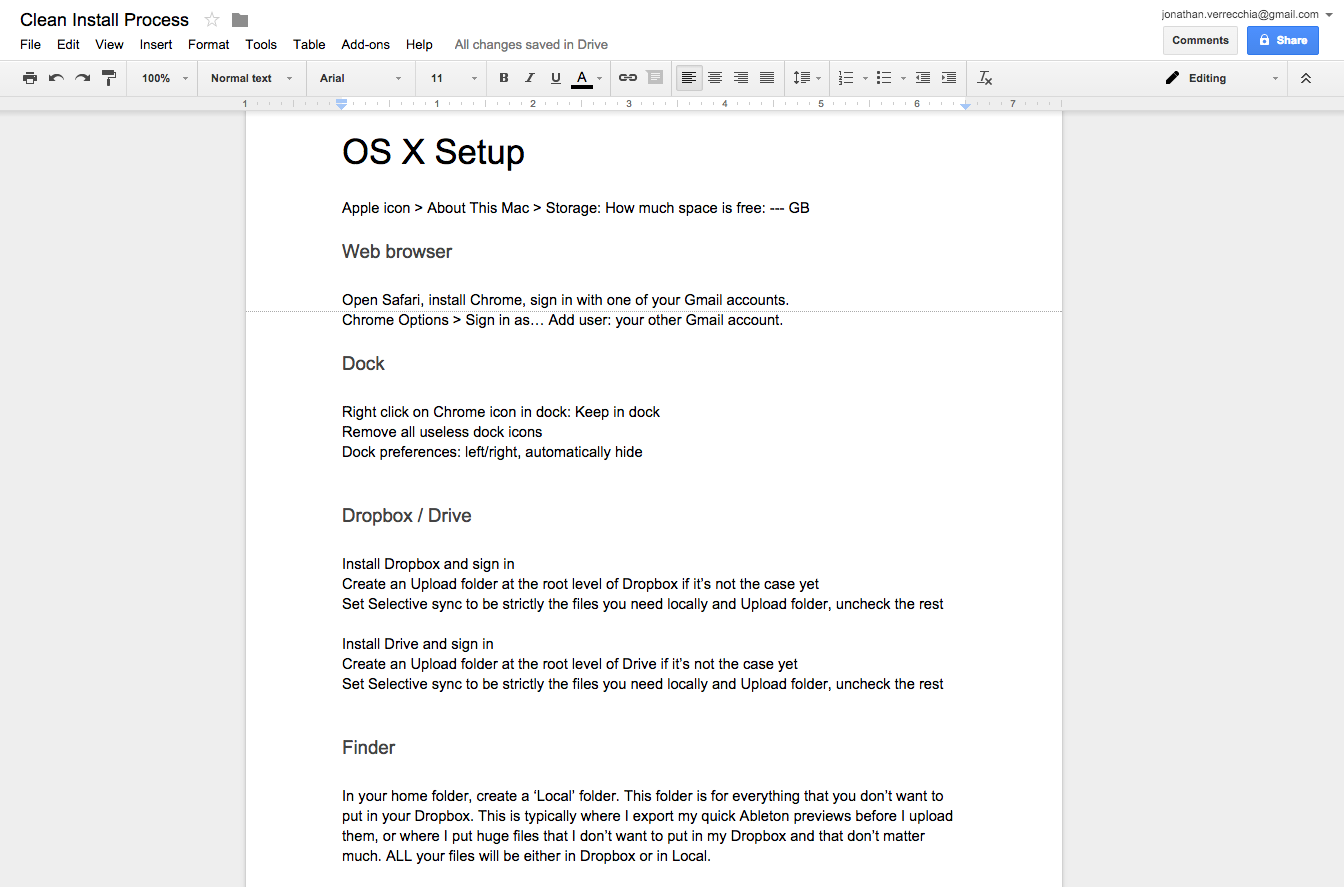 Clean Install Process
jonathan.verrecchia@gmail.com
File Edit View Insert Format Tools Table Add-ons Help All changes saved in Drive
Comments Share
100% Normal text Arial 11 B I U A Editing
1 1 2 3 4 5 6 7
OS X Setup
Apple icon > About This Mac > Storage: How much space is free: --- GB
Web browser
Open Safari, install Chrome, sign in with one of your Gmail accounts.
Chrome Options > Sign in as… Add user: your other Gmail account.
Dock
Right click on Chrome icon in dock: Keep in dock
Remove all useless dock icons
Dock preferences: left/right, automatically hide
Dropbox / Drive
Install Dropbox and sign in
Create an Upload folder at the root level of Dropbox if it’s not the case yet
Set Selective sync to be strictly the files you need locally and Upload folder, uncheck the rest
Install Drive and sign in
Create an Upload folder at the root level of Drive if it’s not the case yet
Set Selective sync to be strictly the files you need locally and Upload folder, uncheck the rest
Finder
In your home folder, create a ‘Local’ folder. This folder is for everything that you don’t want to
put in your Dropbox. This is typically where I export my quick Ableton previews before I upload
them, or where I put huge files that I don’t want to put in my Dropbox and that don’t matter
much. ALL your files will be either in Dropbox or in Local.